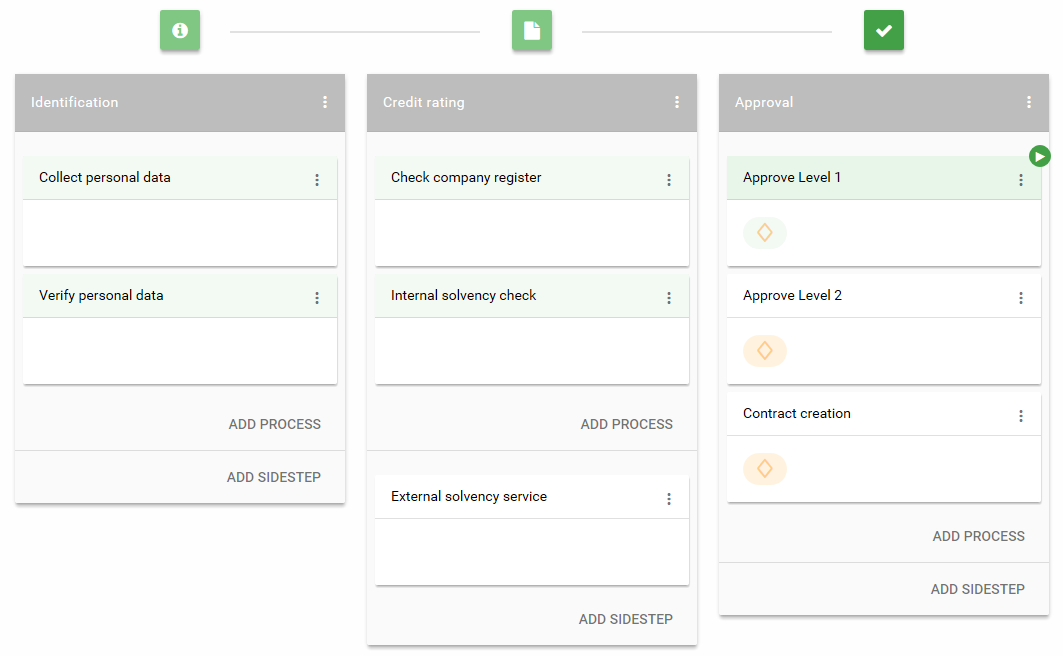 Identification
Collect personal data
Verify personal data
ADD PROCESS
ADD SIDESTEP
Credit rating
Check company register
Internal solvency check
ADD PROCESS
External solvency service
ADD SIDESTEP
Approval
Approve Level 1
Approve Level 2
Contract creation
ADD PROCESS
ADD SIDESTEP